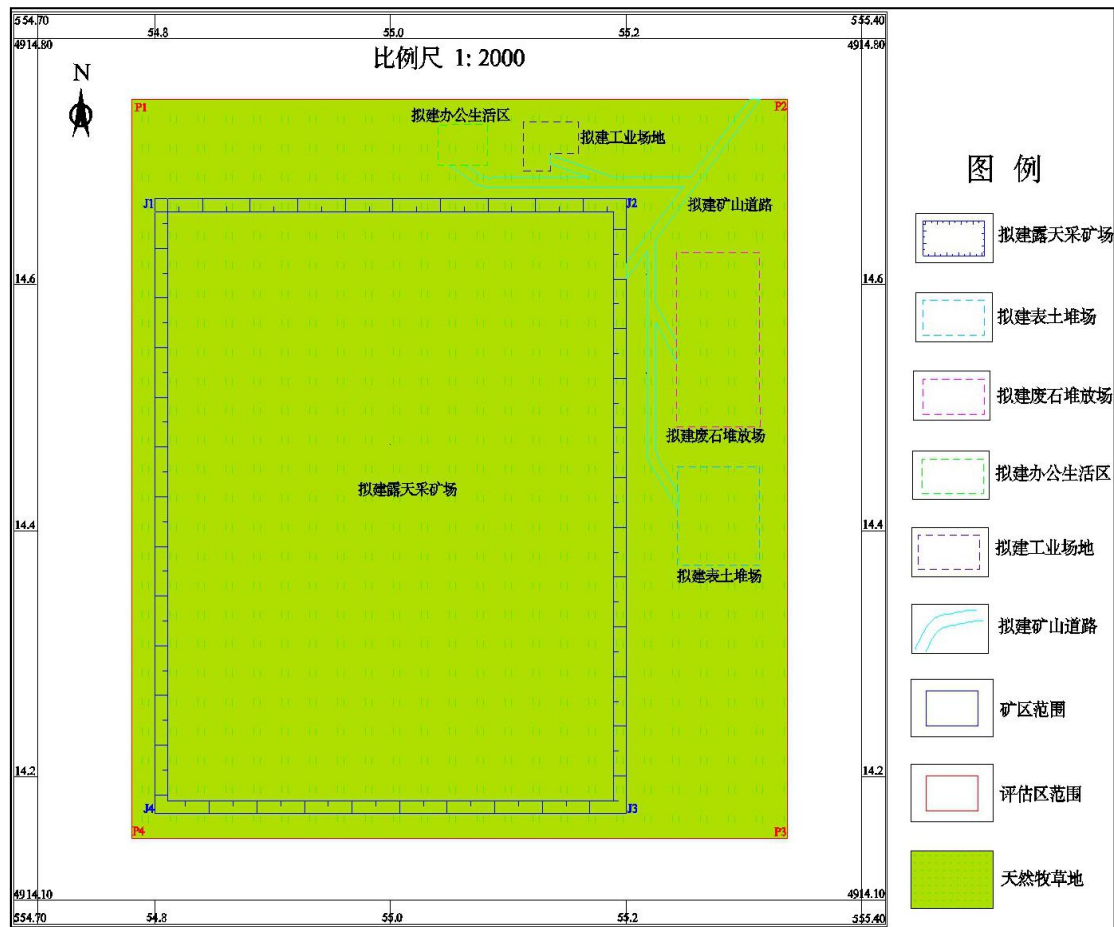 554.70
54.8
55.0
55.2
555.40
4914.80
4914.80
比例尺 1: 2000
N
P1
P2
拟建办公生活区
拟建工业场地
J1
J2
拟建矿山道路
14.6
14.6
拟建废石堆放场
拟建露天采矿场
14.4
14.4
拟建表土堆场
14.2
14.2
J4
J3
P4
P3
4914.10
4914.10
554.70
54.8
55.0
55.2
555.40
图 例
拟建露天采矿场
拟建表土堆场
拟建废石堆放场
拟建办公生活区
拟建工业场地
拟建矿山道路
矿区范围
评估区范围
天然牧草地